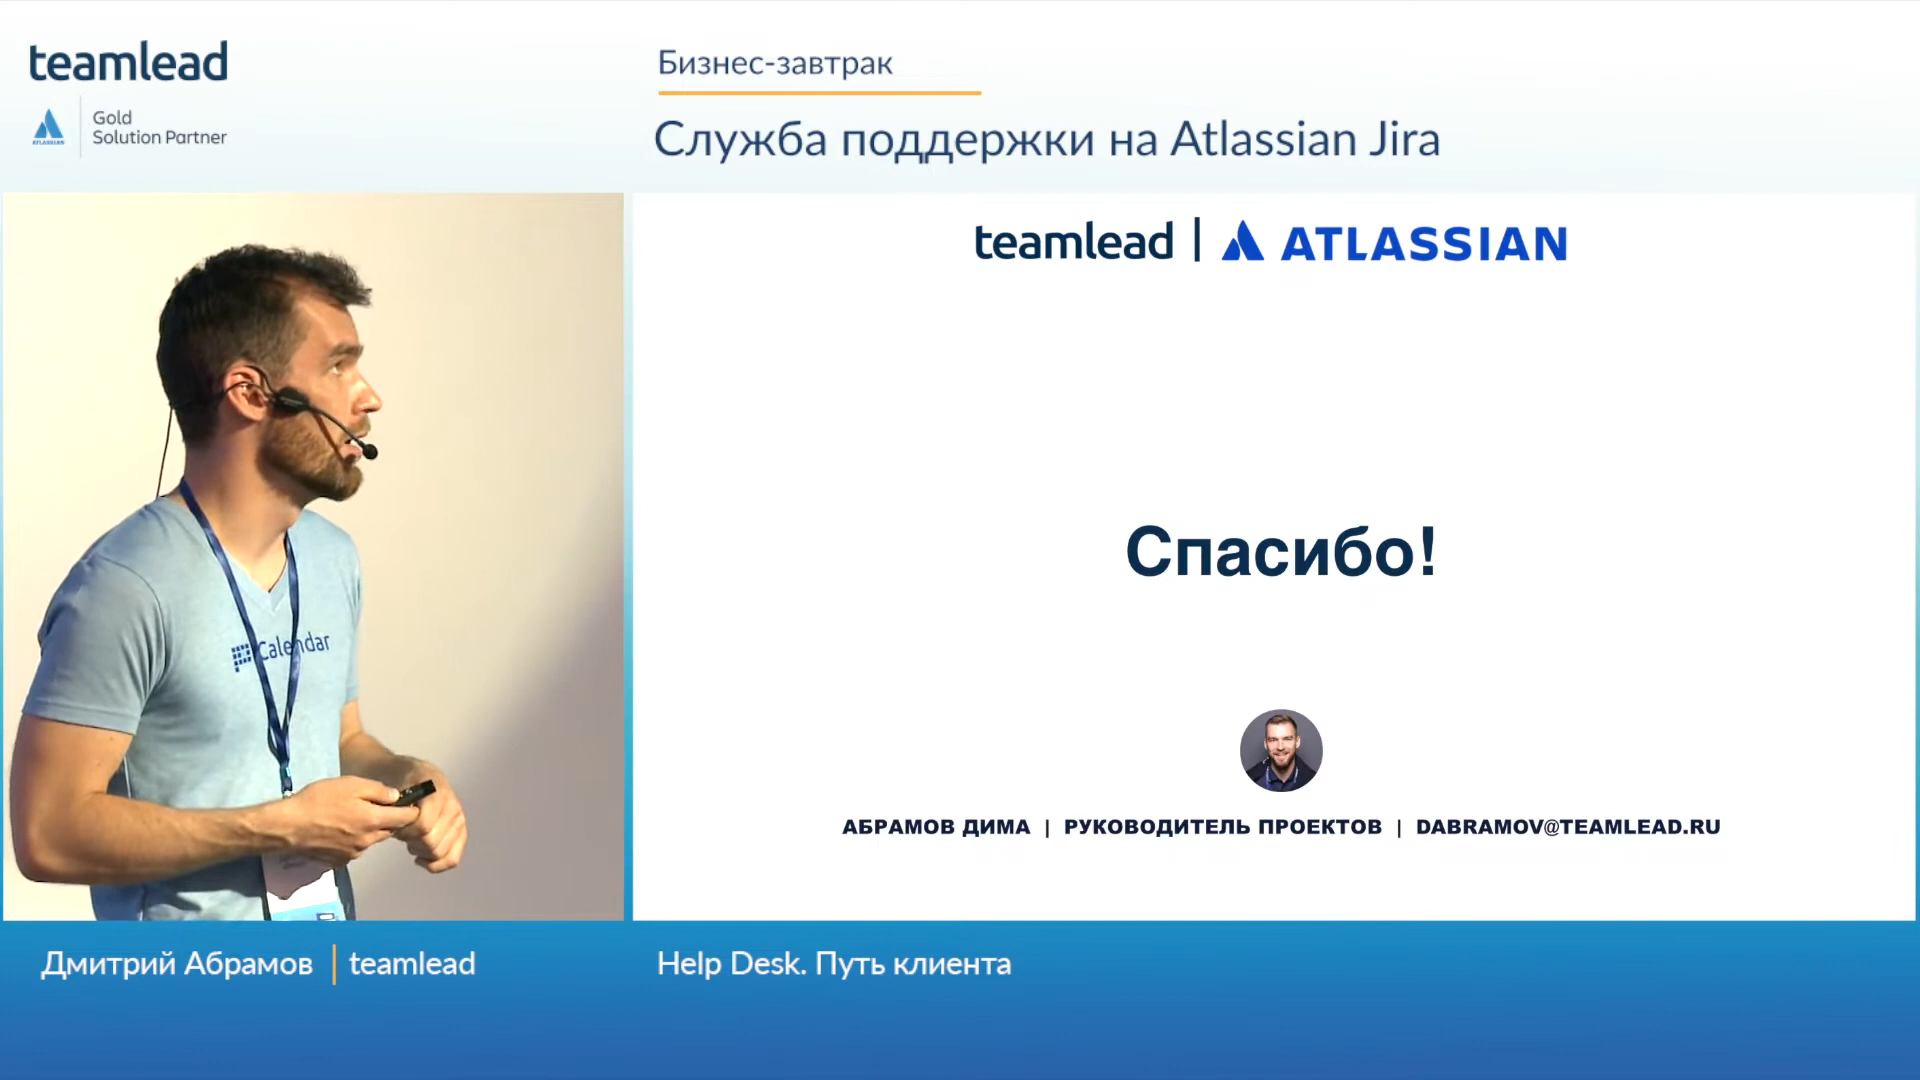 teamlead
ATLASSIAN
Gold
Solution Partner
Бизнес-завтрак
Служба поддержки на Atlassian Jira
teamlead | ATLASSIAN
Calendar
Спасибо!
АБРАМОВ ДИМА | РУКОВОДИТЕЛЬ ПРОЕКТОВ | DABRAMOV@TEAMLEAD.RU
Дмитрий Абрамов | teamlead
Help Desk. Путь клиента